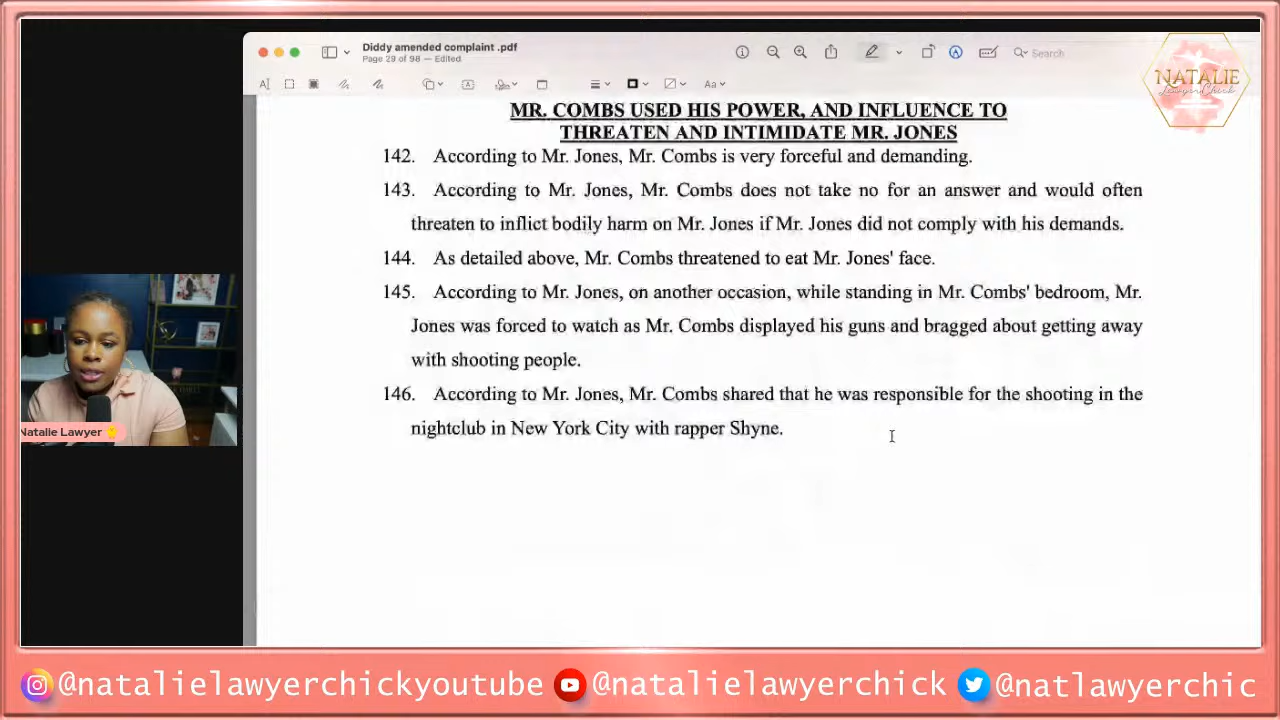 Diddy amended complaint .pdf
Page 29 of 98 — Edited
Search
NATALIE
LawyerChick
Aa
MR. COMBS USED HIS POWER, AND INFLUENCE TO
THREATEN AND INTIMIDATE MR. JONES
142. According to Mr. Jones, Mr. Combs is very forceful and demanding.
143. According to Mr. Jones, Mr. Combs does not take no for an answer and would often
threaten to inflict bodily harm on Mr. Jones if Mr. Jones did not comply with his demands.
144. As detailed above, Mr. Combs threatened to eat Mr. Jones' face.
145. According to Mr. Jones, on another occasion, while standing in Mr. Combs' bedroom, Mr.
Jones was forced to watch as Mr. Combs displayed his guns and bragged about getting away
with shooting people.
146. According to Mr. Jones, Mr. Combs shared that he was responsible for the shooting in the
nightclub in New York City with rapper Shyne.
Natalie Lawyer
@natalielawyerchickyoutube
@natalielawyerchick
@natlawyerchic